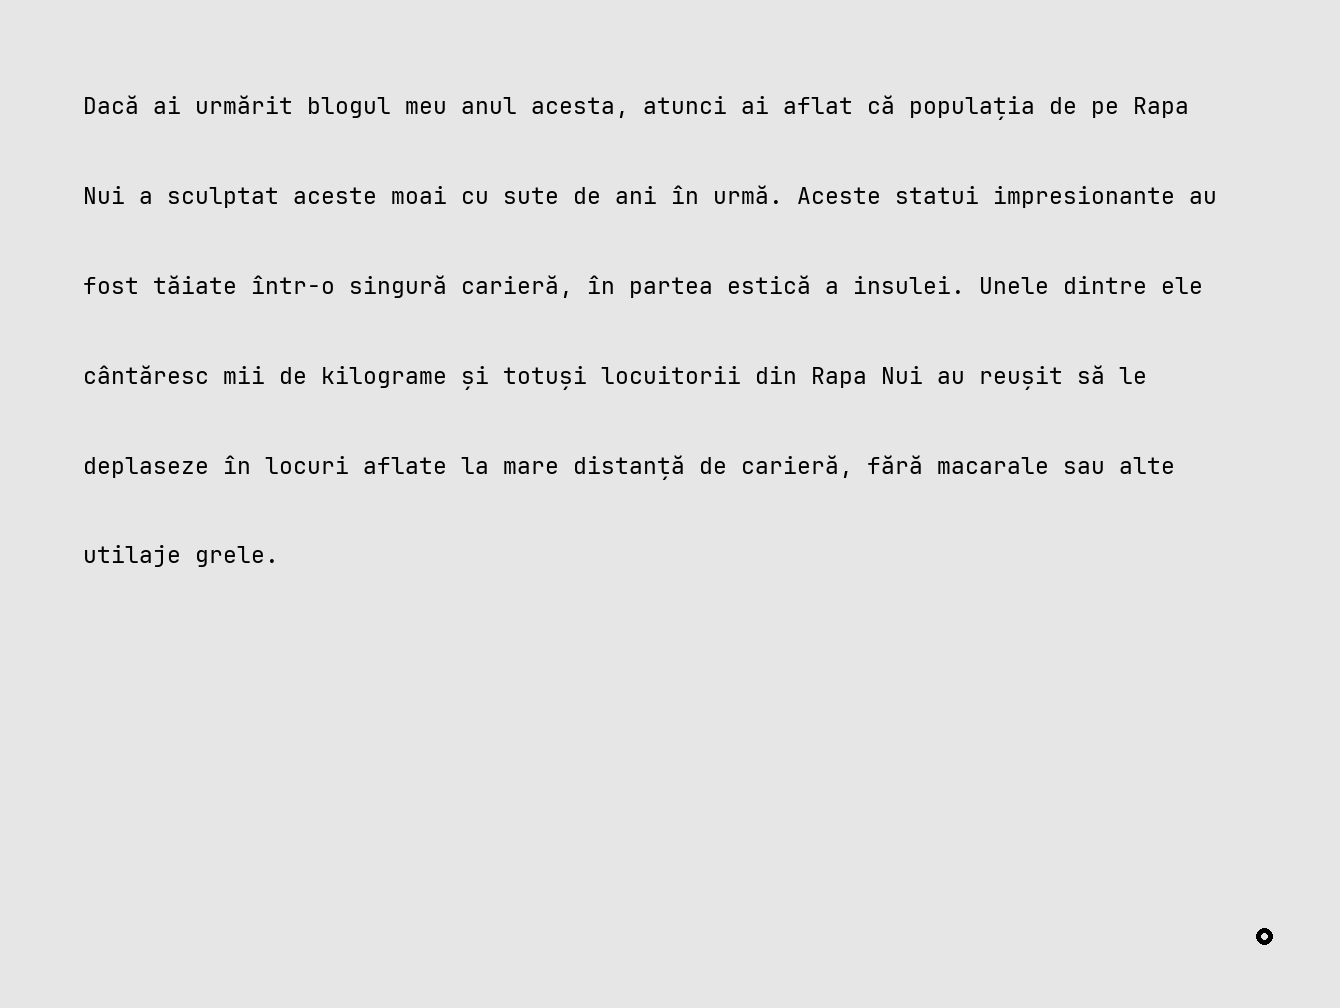 Dacă ai urmărit blogul meu anul acesta, atunci ai aflat că populația de pe Rapa
Nui a sculptat aceste moai cu sute de ani în urmă. Aceste statui impresionante au
fost tăiate într-o singură carieră, în partea estică a insulei. Unele dintre ele
cântăresc mii de kilograme și totuși locuitorii din Rapa Nui au reușit să le
deplaseze în locuri aflate la mare distanță de carieră, fără macarale sau alte
utilaje grele.